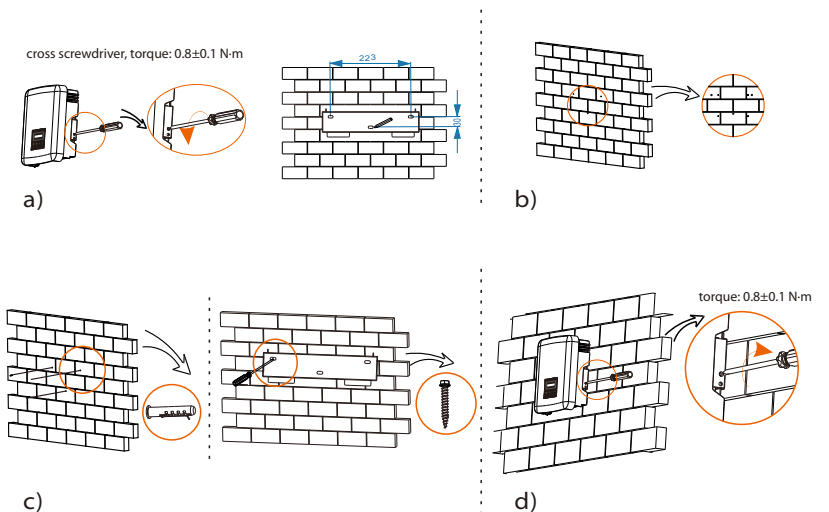 cross screwdriver, torque: 0.8±0.1 N·m
223
30
a)
b)
torque: 0.8±0.1 N·m
c)
d)